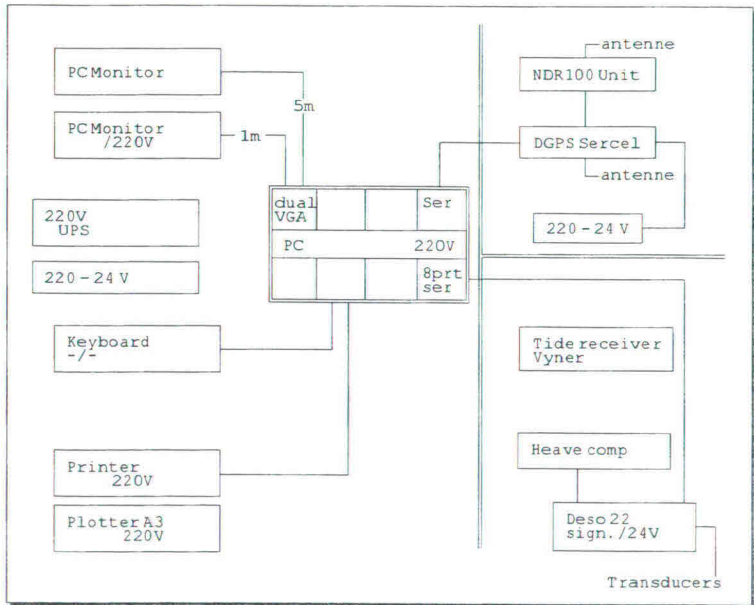 PC Monitor
5m
PC Monitor
/220V
1m
220V
UPS
220-24 V
Keyboard
-/-
Printer
220V
Plotter A3
220V
dual
VGA
Ser
PC 220V
8prt
ser
antenne
NDR100 Unit
DGPS Sercel
antenne
220-24 V
Tide receiver
Vyner
Heave comp
Deso 22
sign./24V
Transducers